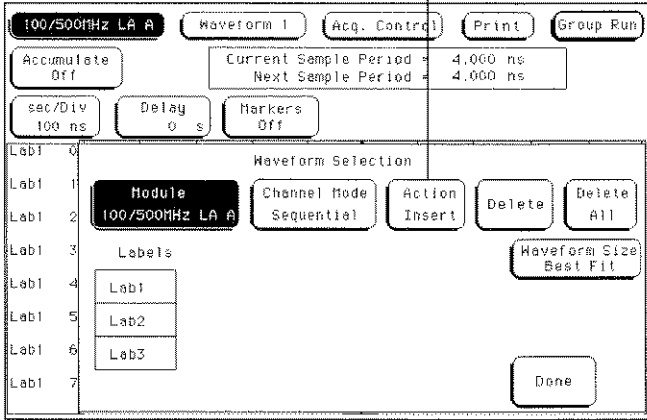 100/500MHz LA A Waveform 1 Acq. Control Print Group Run
Accumulate
Off
Current Sample Period = 4.000 ns
Next Sample Period = 4.000 ns
sec/Div
100 ns
Delay
0 s
Markers
Off
Lab1 0
Waveform Selection
Lab1 1
Module
100/500MHz LA A
Channel Mode
Sequential
Action
Insert
Delete
Delete
All
Lab1 2
Lab1 3
Labels
Waveform Size
Best Fit
Lab1 4
Lab1
Lab1 5
Lab2
Lab1 6
Lab3
Lab1 7
Done